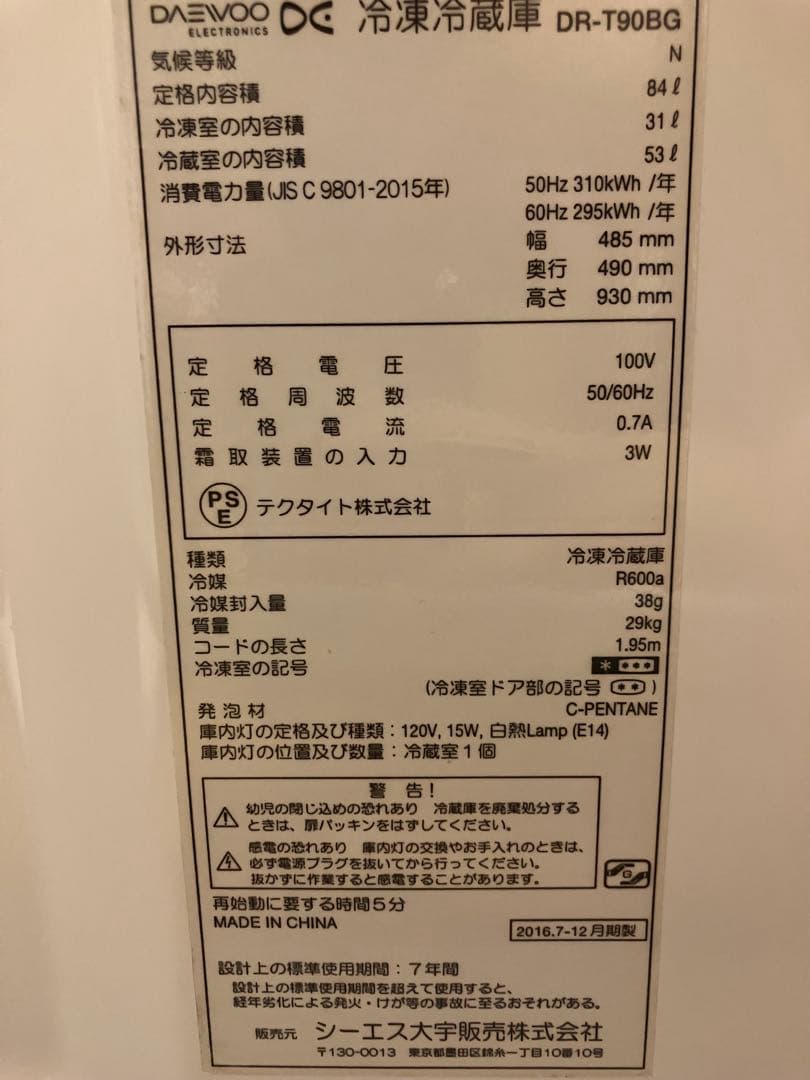 DAEWOO ELECTRONICS 冷凍冷蔵庫 DR-T90BG
気候等級 N
定格内容積 84ℓ
冷凍室の内容積 31ℓ
冷蔵室の内容積 53ℓ
消費電力量(JIS C 9801-2015年) 50Hz 310kWh /年
60Hz 295kWh /年
外形寸法 幅 485 mm
奥行 490 mm
高さ 930 mm
定格電圧 100V
定格周波数 50/60Hz
定格電流 0.7A
霜取装置の入力 3W
PSE テクタイト株式会社
種類 冷凍冷蔵庫
冷媒 R600a
冷媒封入量 38g
質量 29kg
コードの長さ 1.95m
冷凍室の記号 * ***
(冷凍室ドア部の記号 ** )
発泡材 C-PENTANE
庫内灯の定格及び種類：120V, 15W, 白熱Lamp (E14)
庫内灯の位置及び数量：冷蔵室1個
警告！
幼児の閉じ込めの恐れあり 冷蔵庫を廃棄処分する
ときは、扉パッキンをはずしてください。
感電の恐れあり 庫内灯の交換やお手入れのときは、
必ず電源プラグを抜いてから行ってください。
抜かずに作業すると感電することがあります。
G
再始動に要する時間5分
MADE IN CHINA
2016.7-12月期製
設計上の標準使用期間：7年間
設計上の標準使用期間を超えて使用すると、
経年劣化による発火・けが等の事故に至るおそれがある。
販売元 シーエス大宇販売株式会社
〒130-0013 東京都墨田区錦糸一丁目10番10号